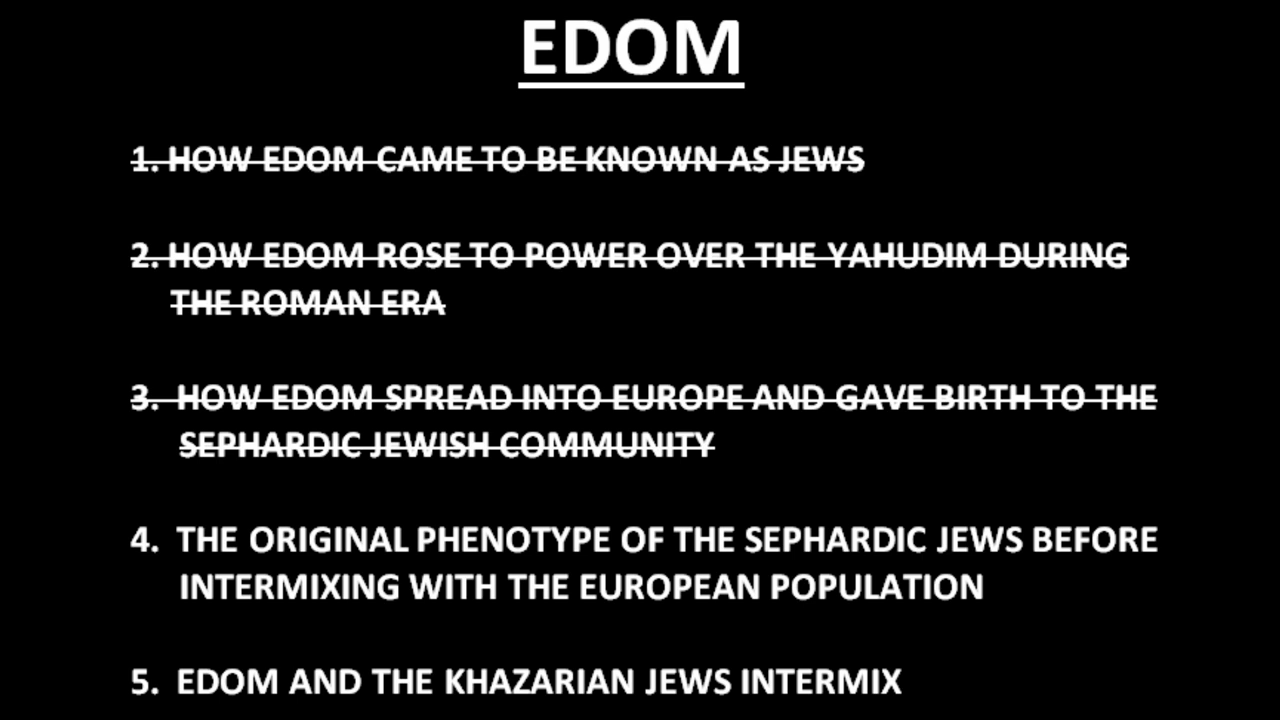 EDOM
1. HOW EDOM CAME TO BE KNOWN AS JEWS
2. HOW EDOM ROSE TO POWER OVER THE YAHUDIM DURING
THE ROMAN ERA
3. HOW EDOM SPREAD INTO EUROPE AND GAVE BIRTH TO THE
SEPHARDIC JEWISH COMMUNITY
4. THE ORIGINAL PHENOTYPE OF THE SEPHARDIC JEWS BEFORE
INTERMIXING WITH THE EUROPEAN POPULATION
5. EDOM AND THE KHAZARIAN JEWS INTERMIX